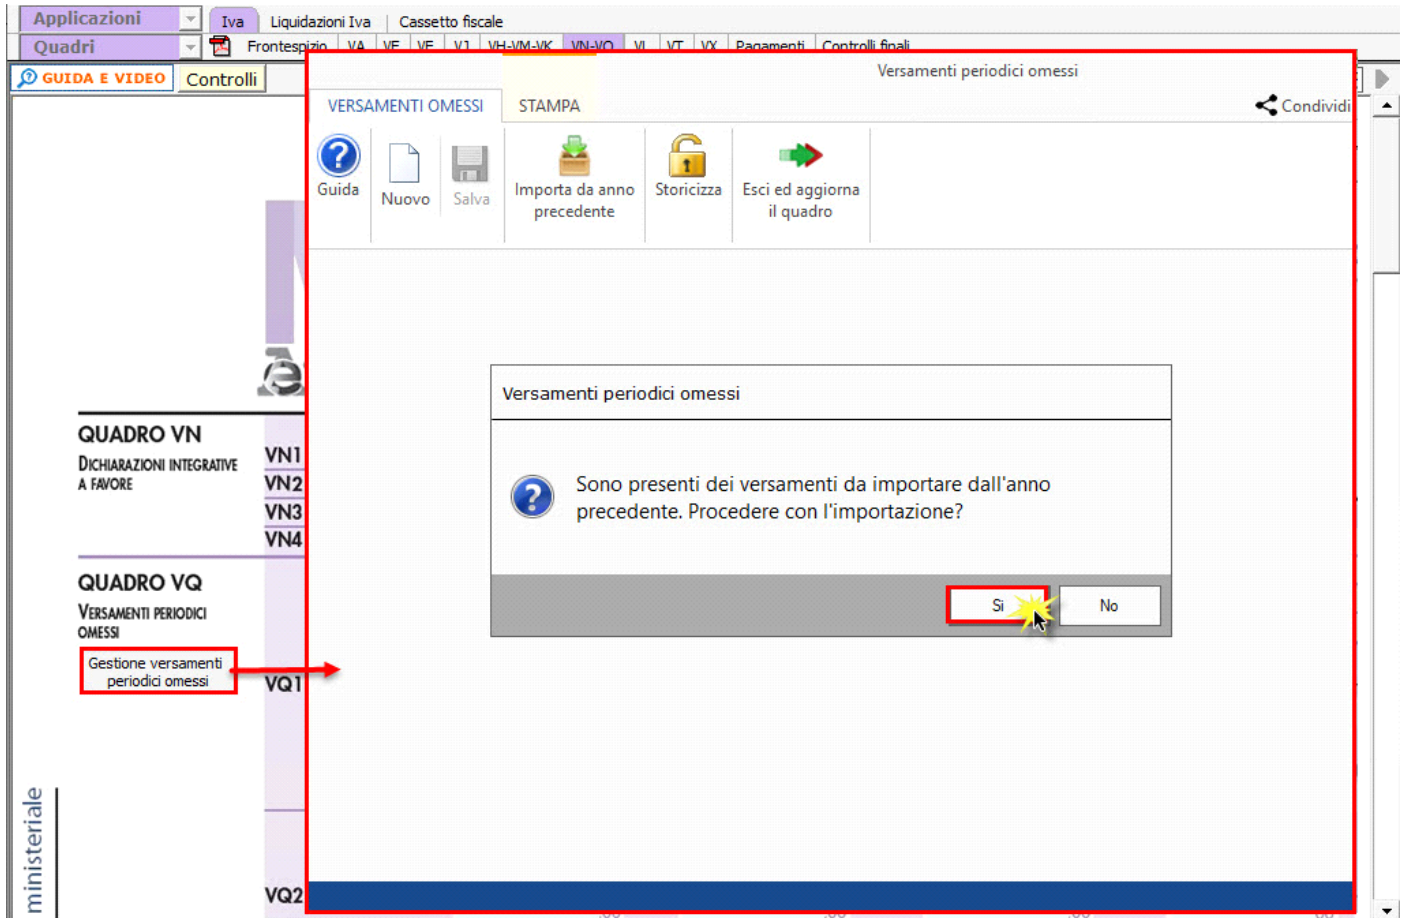 Applicazioni
Iva
Liquidazioni Iva
Cassetto fiscale
Quadri
Frontespizio
VA
VE
VF
VJ
VH-VM-VK
VN-VQ
VL
VT
VX
Pagamenti
Controlli finali
GUIDA E VIDEO
Controlli
Versamenti periodici omessi
VERSAMENTI OMESSI
STAMPA
Condividi
Guida
Nuovo
Salva
Importa da anno
precedente
Storicizza
Esci ed aggiorna
il quadro
Versamenti periodici omessi
Sono presenti dei versamenti da importare dall'anno
precedente. Procedere con l'importazione?
Si
No
QUADRO VN
DICHIARAZIONI INTEGRATIVE
A FAVORE
VN1
VN2
VN3
VN4
QUADRO VQ
VERSAMENTI PERIODICI
OMESSI
Gestione versamenti
periodici omessi
VQ1
VQ2
ministeriale